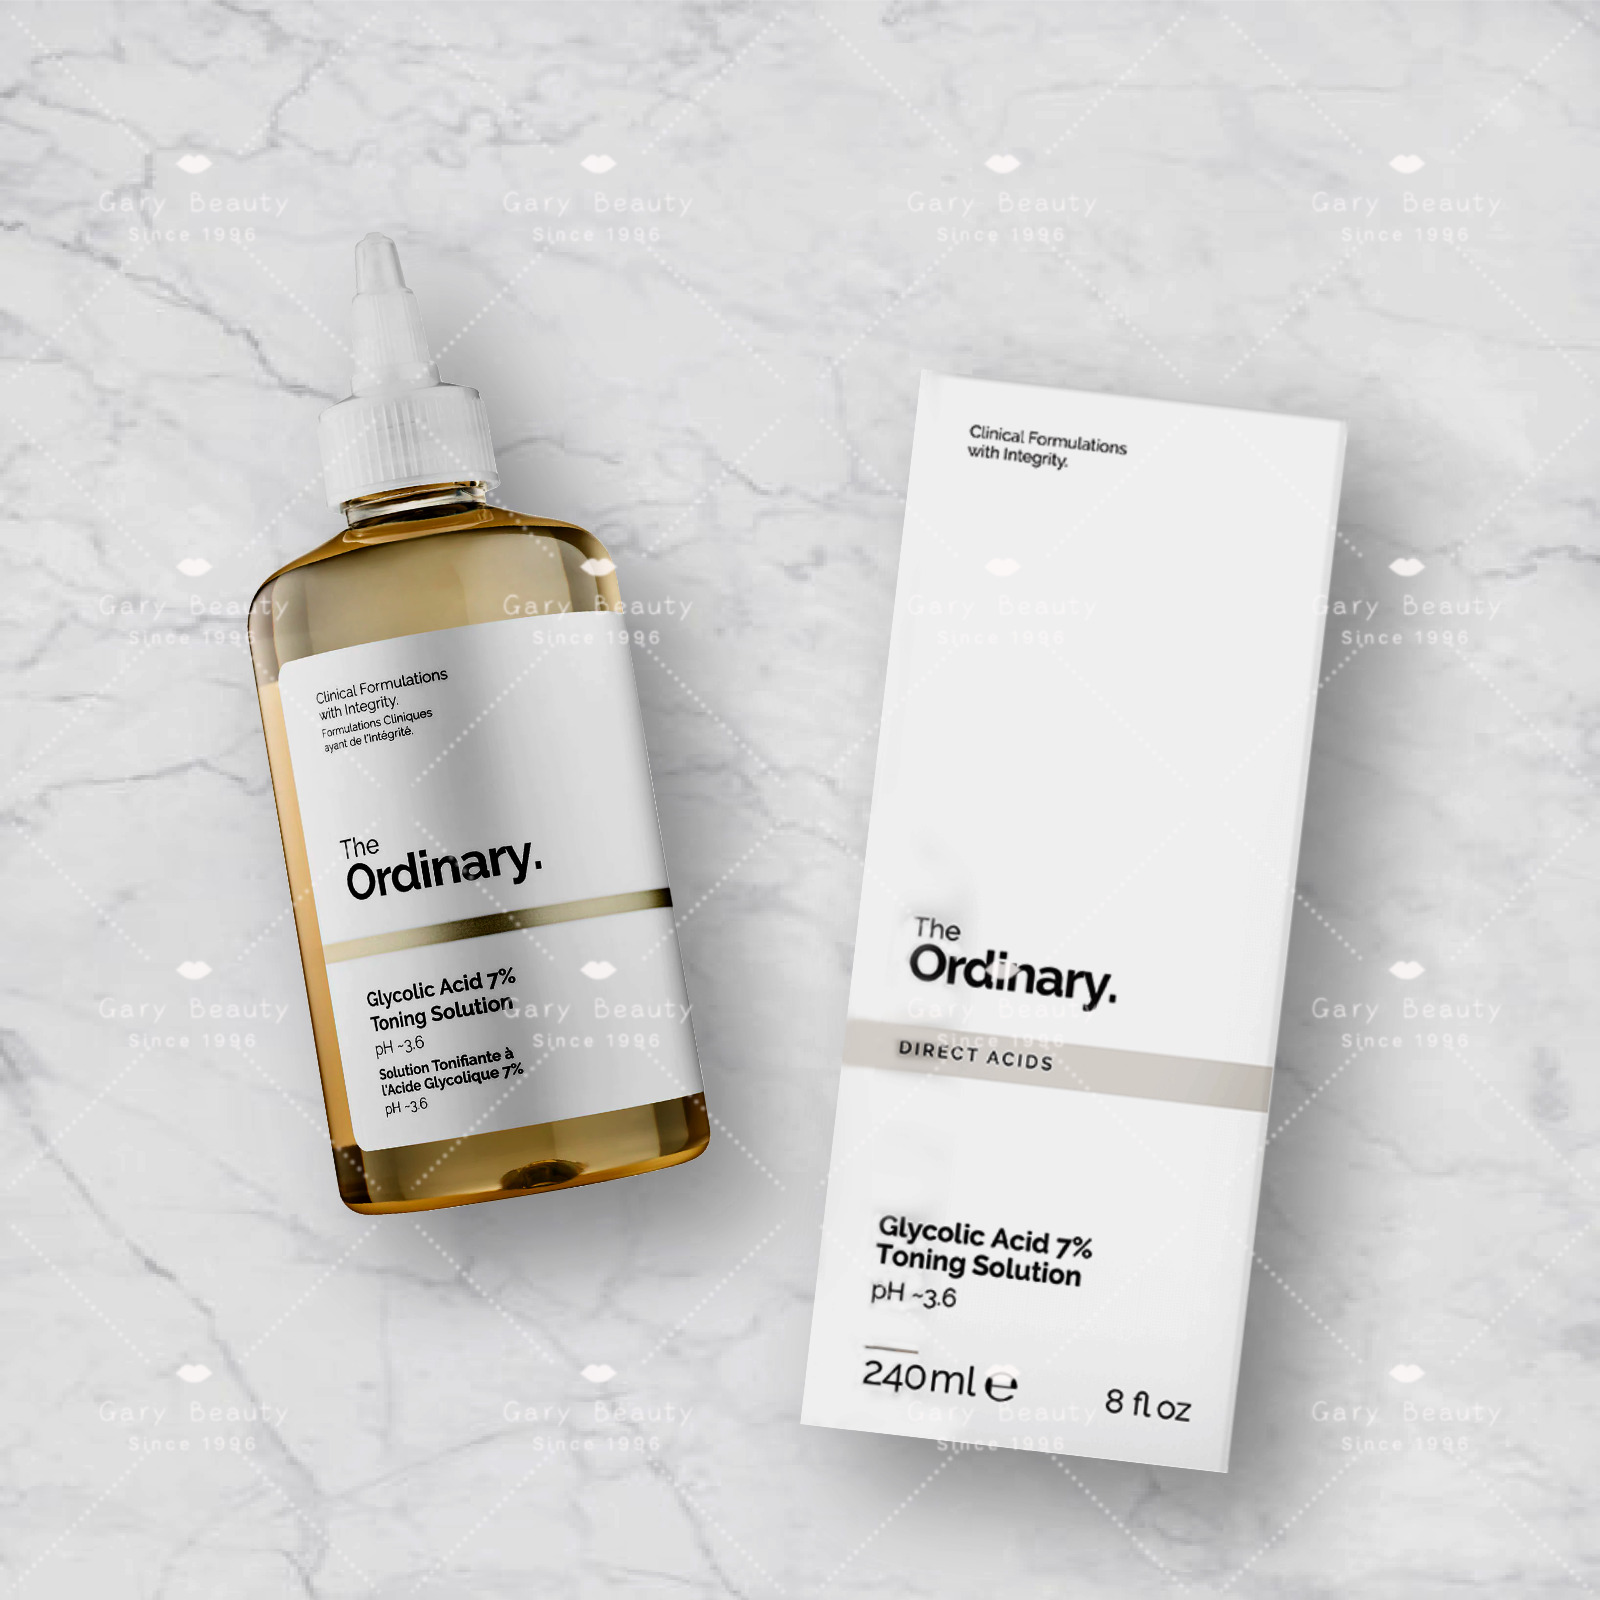 Gary Beauty
Since 1996
Clinical Formulations
with Integrity.
Formulations Cliniques
ayant de l'Intégrité.
The
Ordinary.
Glycolic Acid 7%
Toning Solution
pH ~3.6
Solution Tonifiante à
l'Acide Glycolique 7%
pH ~3.6
Clinical Formulations
with Integrity.
The
Ordinary.
DIRECT ACIDS
Glycolic Acid 7%
Toning Solution
pH ~3.6
240 ml e 8 fl oz